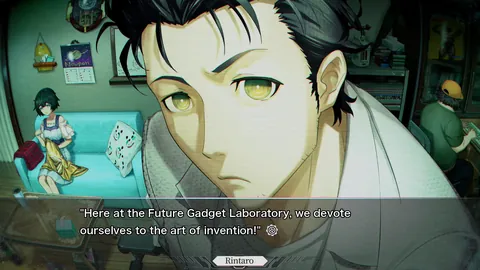 "Here at the Future Gadget Laboratory, we devote
ourselves to the art of invention!"
Rintaro